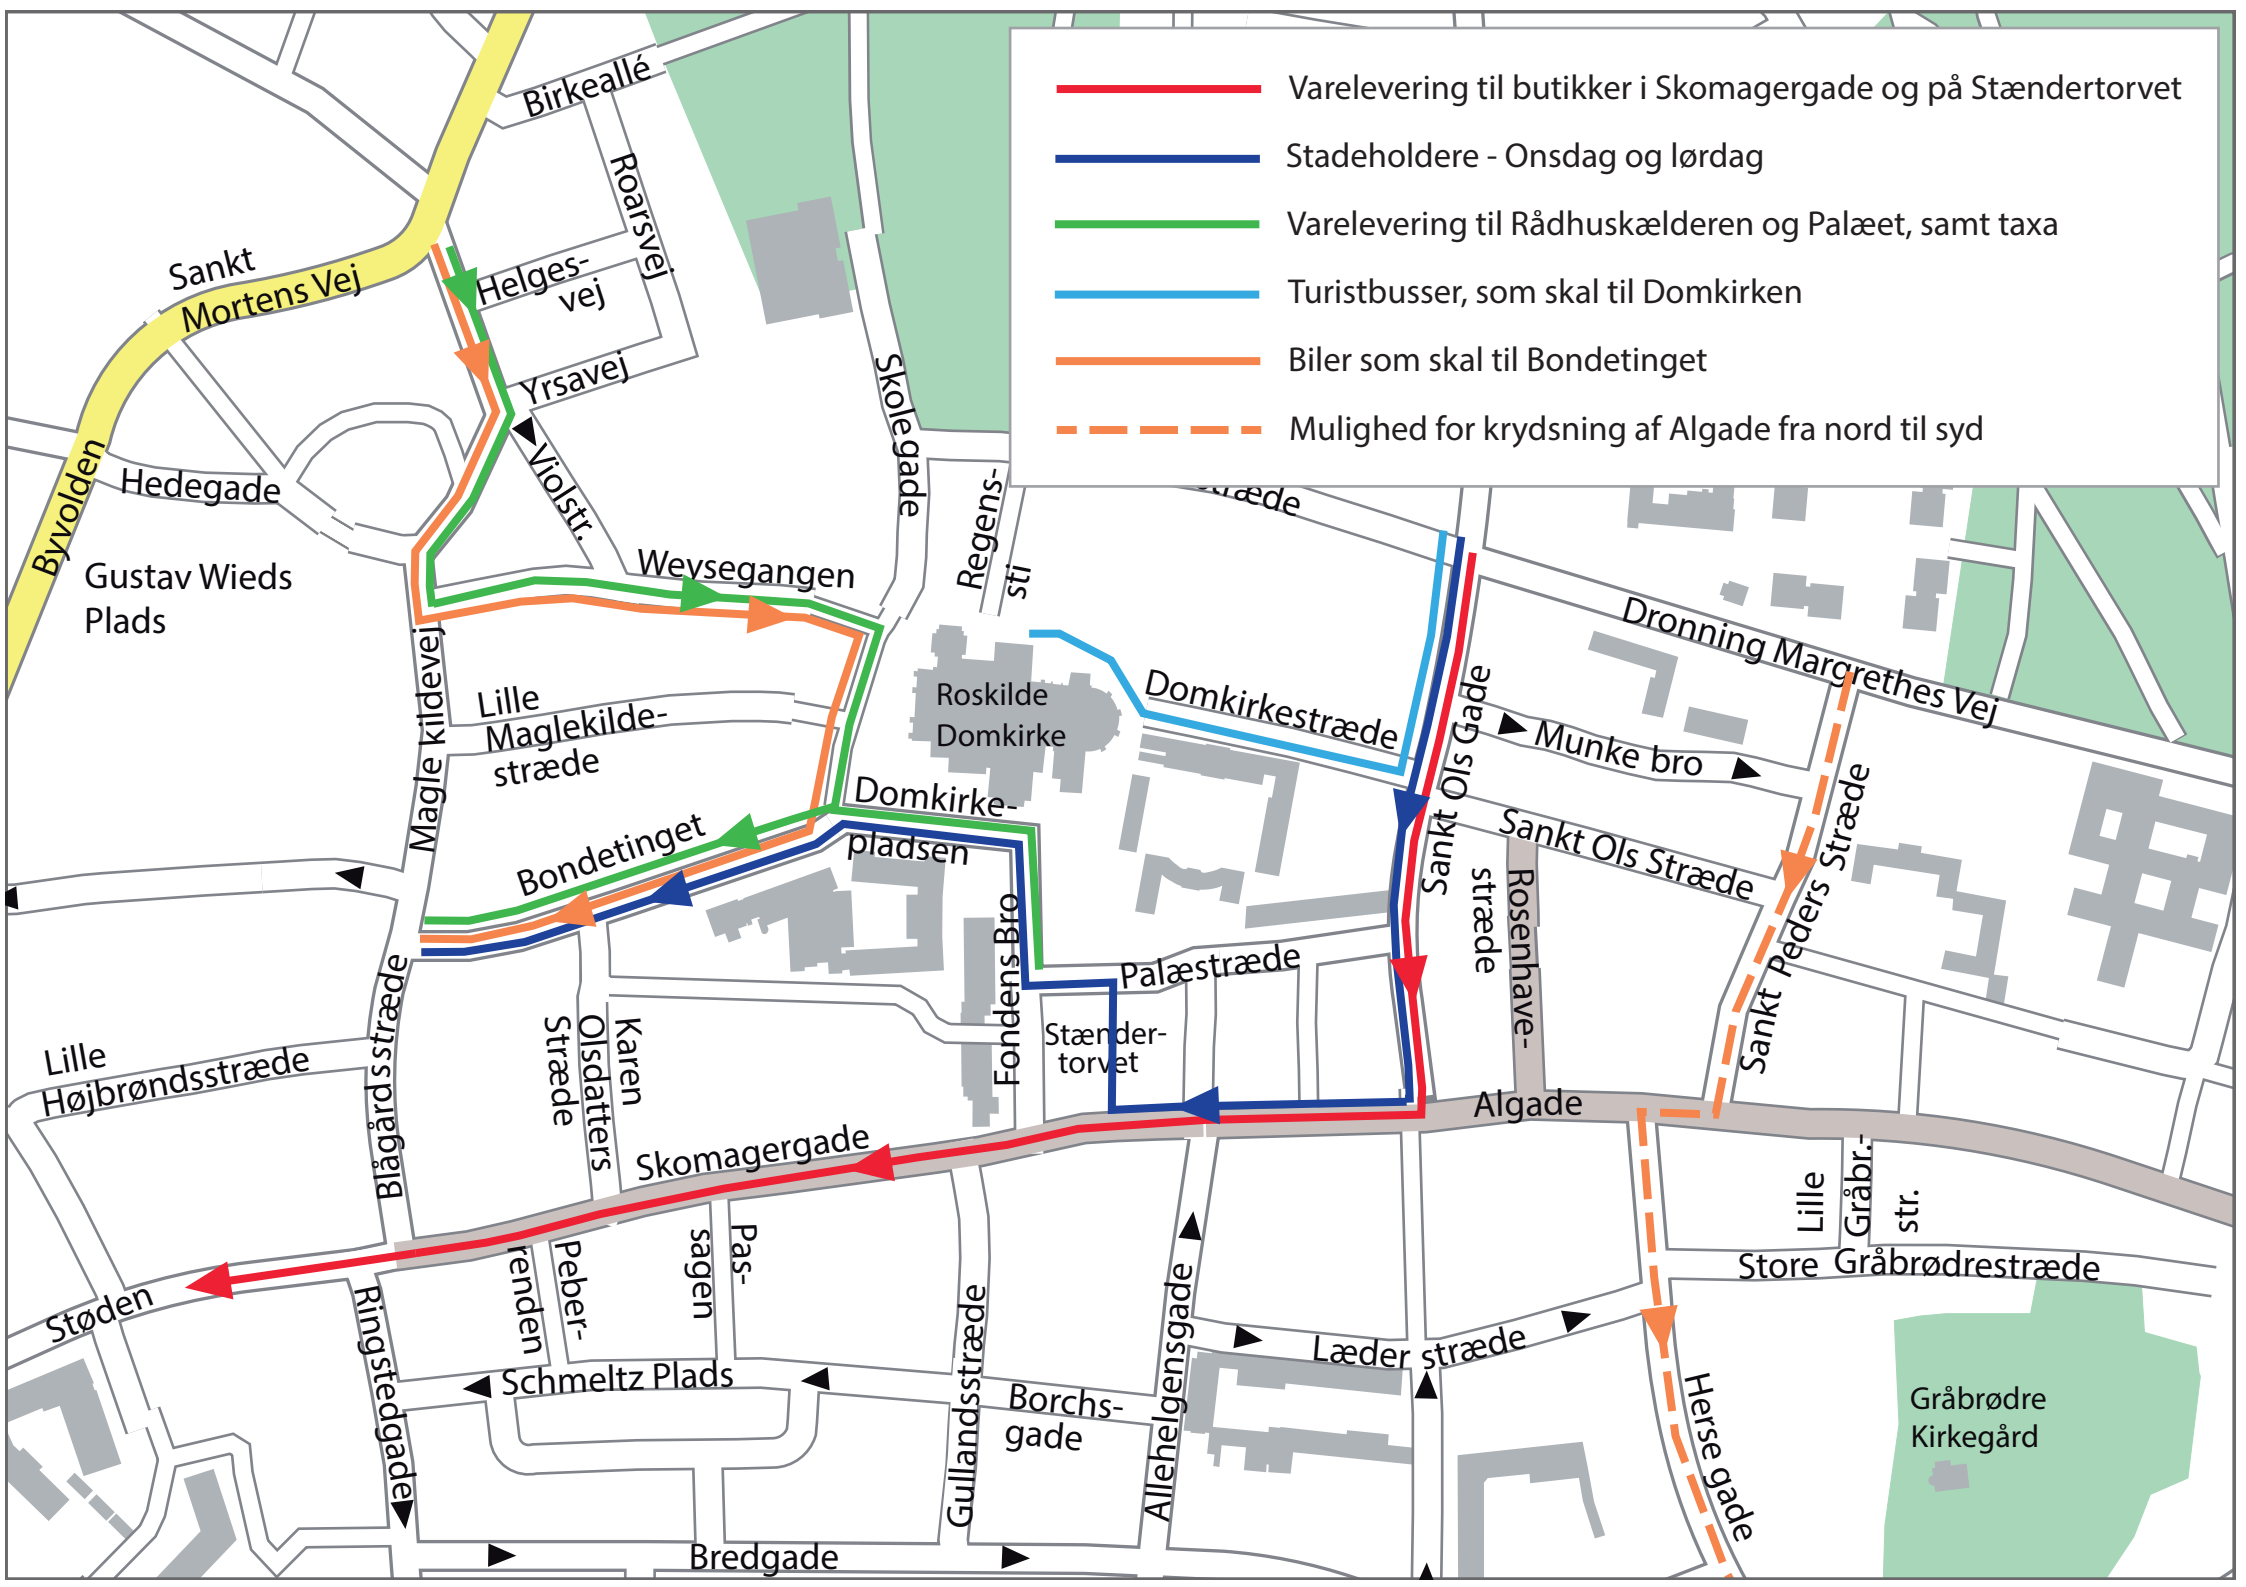 Varelevering til butikker i Skomagergade og på Stændertorvet
Stadeholdere - Onsdag og lørdag
Varelevering til Rådhuskælderen og Palæet, samt taxa
Turistbusser, som skal til Domkirken
Biler som skal til Bondetinget
Mulighed for krydsning af Algade fra nord til syd
Birkeallé
Roarsvej
Sankt
Mortens Vej
Helges-
vej
Yrsavej
Skolegade
Byvolden
Hedegade
Violstr.
Gustav Wieds
Plads
Weysegangen
Regens-
sti
stræde
Dronning Margrethes Vej
Magle kildevej
Lille
Maglekilde-
stræde
Roskilde
Domkirke
Domkirkestræde
Sankt Ols Gade
Munke bro
Sankt Ols Stræde
Sankt Peders Stræde
Bondetinget
Domkirke-
pladsen
Rosenhave-
stræde
Fondens Bro
Palæstræde
Stænder-
torvet
Blågårdsstræde
Karen
Olsdatters
Stræde
Lille
Højbrøndsstræde
Algade
Skomagergade
Lille
Gråbr.-
str.
Store Gråbrødrestræde
Støden
Ringstedgade
Peber-
renden
Pas-
sagen
Gullandsstræde
Allehelgensgade
Læder stræde
Schmeltz Plads
Borchs-
gade
Herse gade
Gråbrødre
Kirkegård
Bredgade